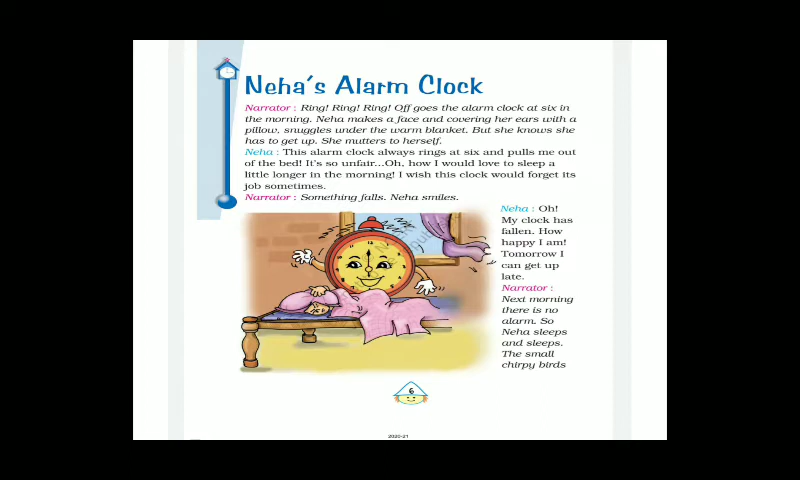 Neha's Alarm Clock
Narrator : Ring! Ring! Ring! Off goes the alarm clock at six in
the morning. Neha makes a face and covering her ears with a
pillow, snuggles under the warm blanket. But she knows she
has to get up. She mutters to herself.
Neha : This alarm clock always rings at six and pulls me out
of the bed! It's so unfair...Oh, how I would love to sleep a
little longer in the morning! I wish this clock would forget its
job sometimes.
Narrator : Something falls. Neha smiles.
Neha : Oh!
My clock has
fallen. How
happy I am!
Tomorrow I
can get up
late.
Narrator :
Next morning
there is no
alarm. So
Neha sleeps
and sleeps.
The small
chirpy birds
6
2020-21